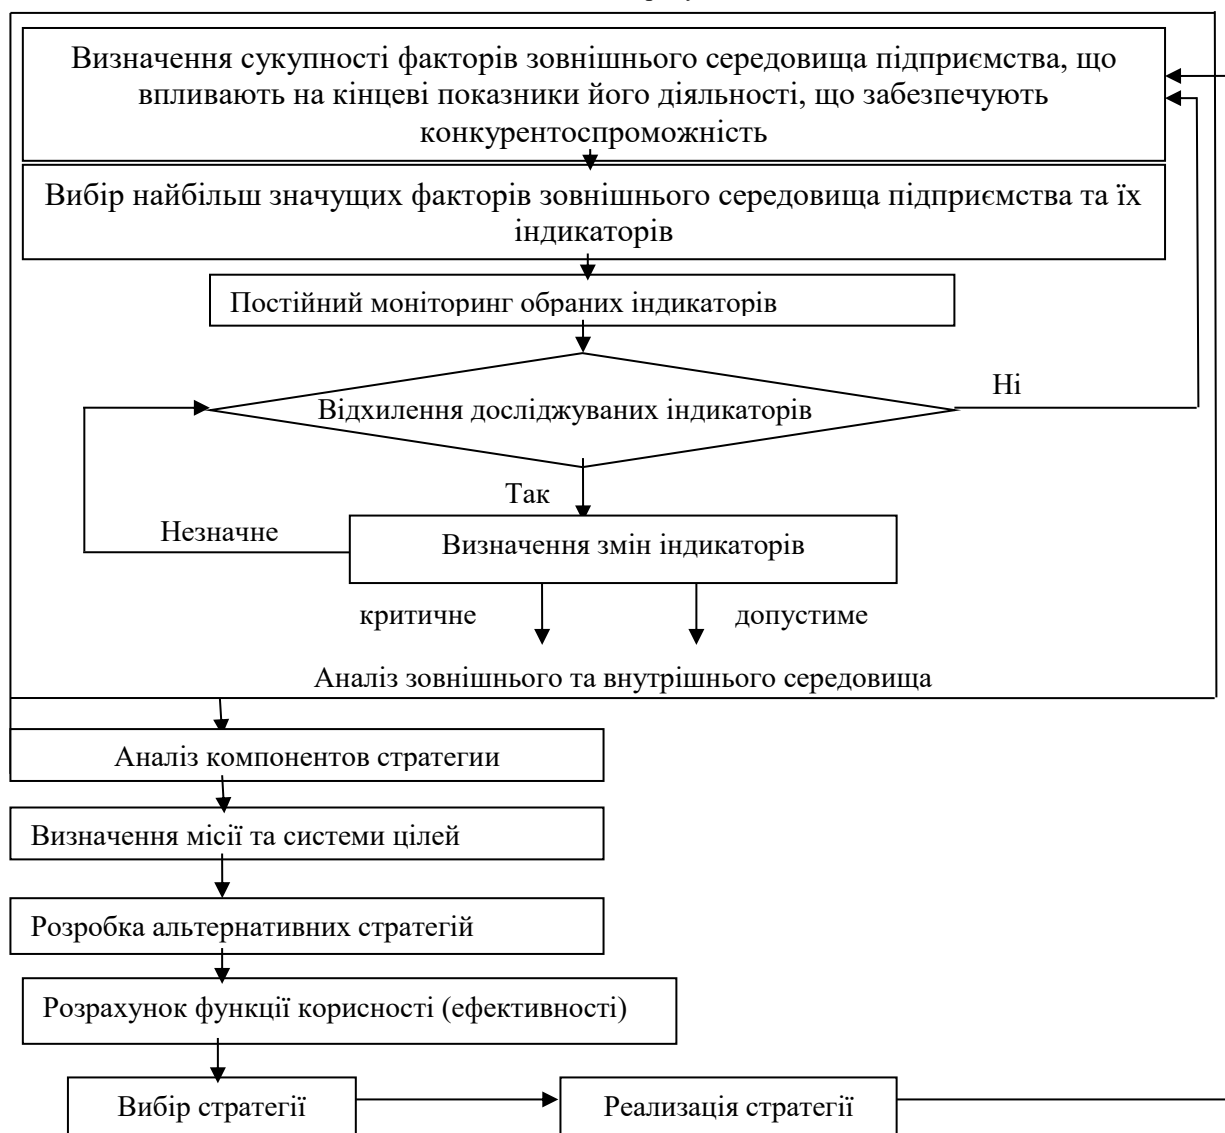 Визначення сукупності факторів зовнішнього середовища підприємства, що
впливають на кінцеві показники його діяльності, що забезпечують
конкурентоспроможність
Вибір найбільш значущих факторів зовнішнього середовища підприємства та їх
індикаторів
Постійний моніторинг обраних індикаторів
Ні
Відхилення досліджуваних індикаторів
Так
Незначне
Визначення змін індикаторів
критичне
допустиме
Аналіз зовнішнього та внутрішнього середовища
Аналіз компонентов стратегии
Визначення місії та системи цілей
Розробка альтернативних стратегій
Розрахунок функції корисності (ефективності)
Вибір стратегії
Реализація стратегії